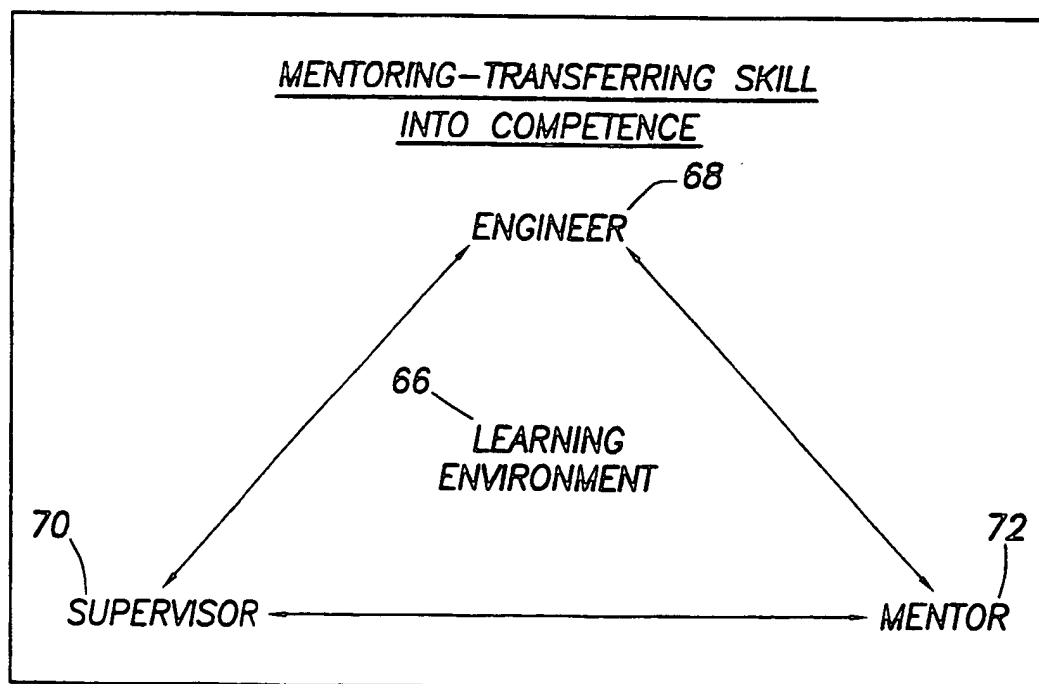 MENTORING-TRANSFERRING SKILL
INTO COMPETENCE
68
ENGINEER
66
LEARNING
ENVIRONMENT
70
72
SUPERVISOR
MENTOR